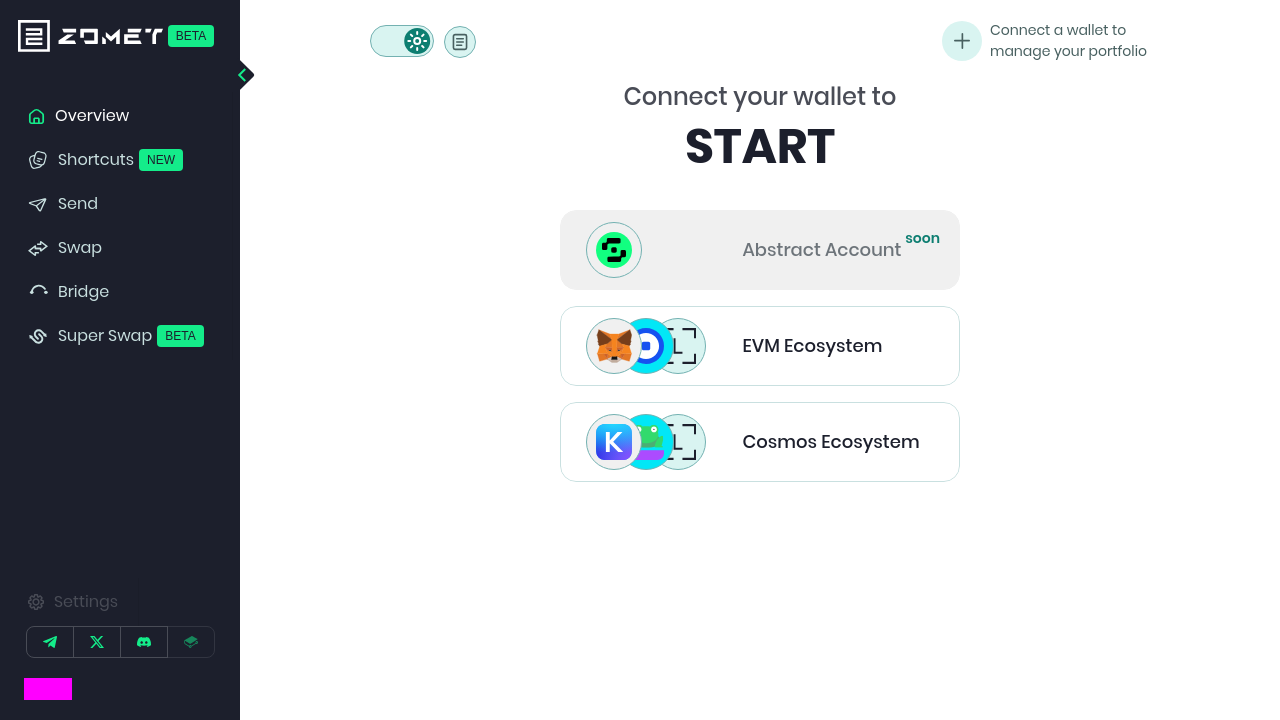 ZOMET BETA
Overview
Shortcuts NEW
Send
Swap
Bridge
Super Swap BETA
Settings
Connect a wallet to
manage your portfolio
Connect your wallet to
START
Abstract Account soon
EVM Ecosystem
K Cosmos Ecosystem